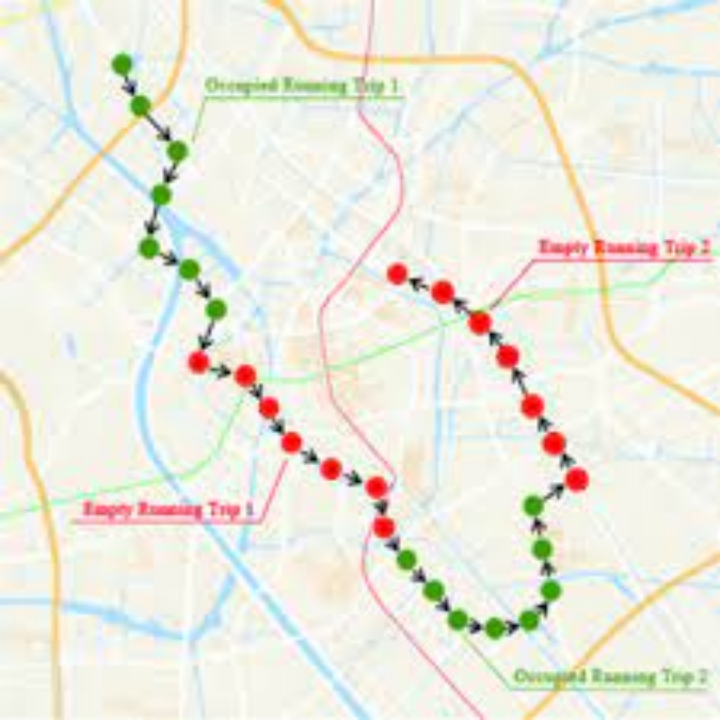 Occupied Running Trip 1
Empty Running Trip 2
Empty Running Trip 1
Occupied Running Trip 2